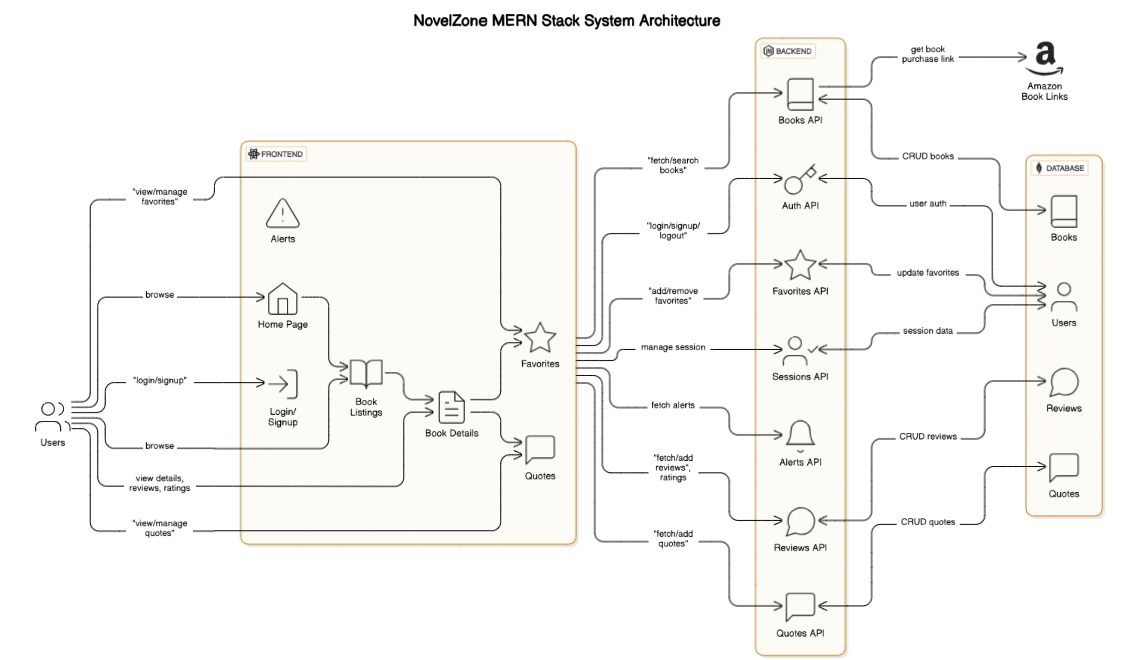 NovelZone MERN Stack System Architecture
BACKEND
get book
purchase link
a
Amazon
Book Links
Books API
FRONTEND
"fetch/search
books"
CRUD books
DATABASE
"view/manage
favorites"
Auth API
user auth
Books
Alerts
"login/signup/
logout"
Favorites API
update favorites
browse
Home Page
"add/remove
favorites"
Users
manage session
session data
Favorites
Sessions API
"login/signup"
Login/
Signup
Book
Listings
fetch alerts
Reviews
Users
Book Details
browse
CRUD reviews
Alerts API
view details,
reviews, ratings
Quotes
"fetch/add
reviews",
ratings
Quotes
"view/manage
quotes"
CRUD quotes
Reviews API
"fetch/add
quotes"
Quotes API